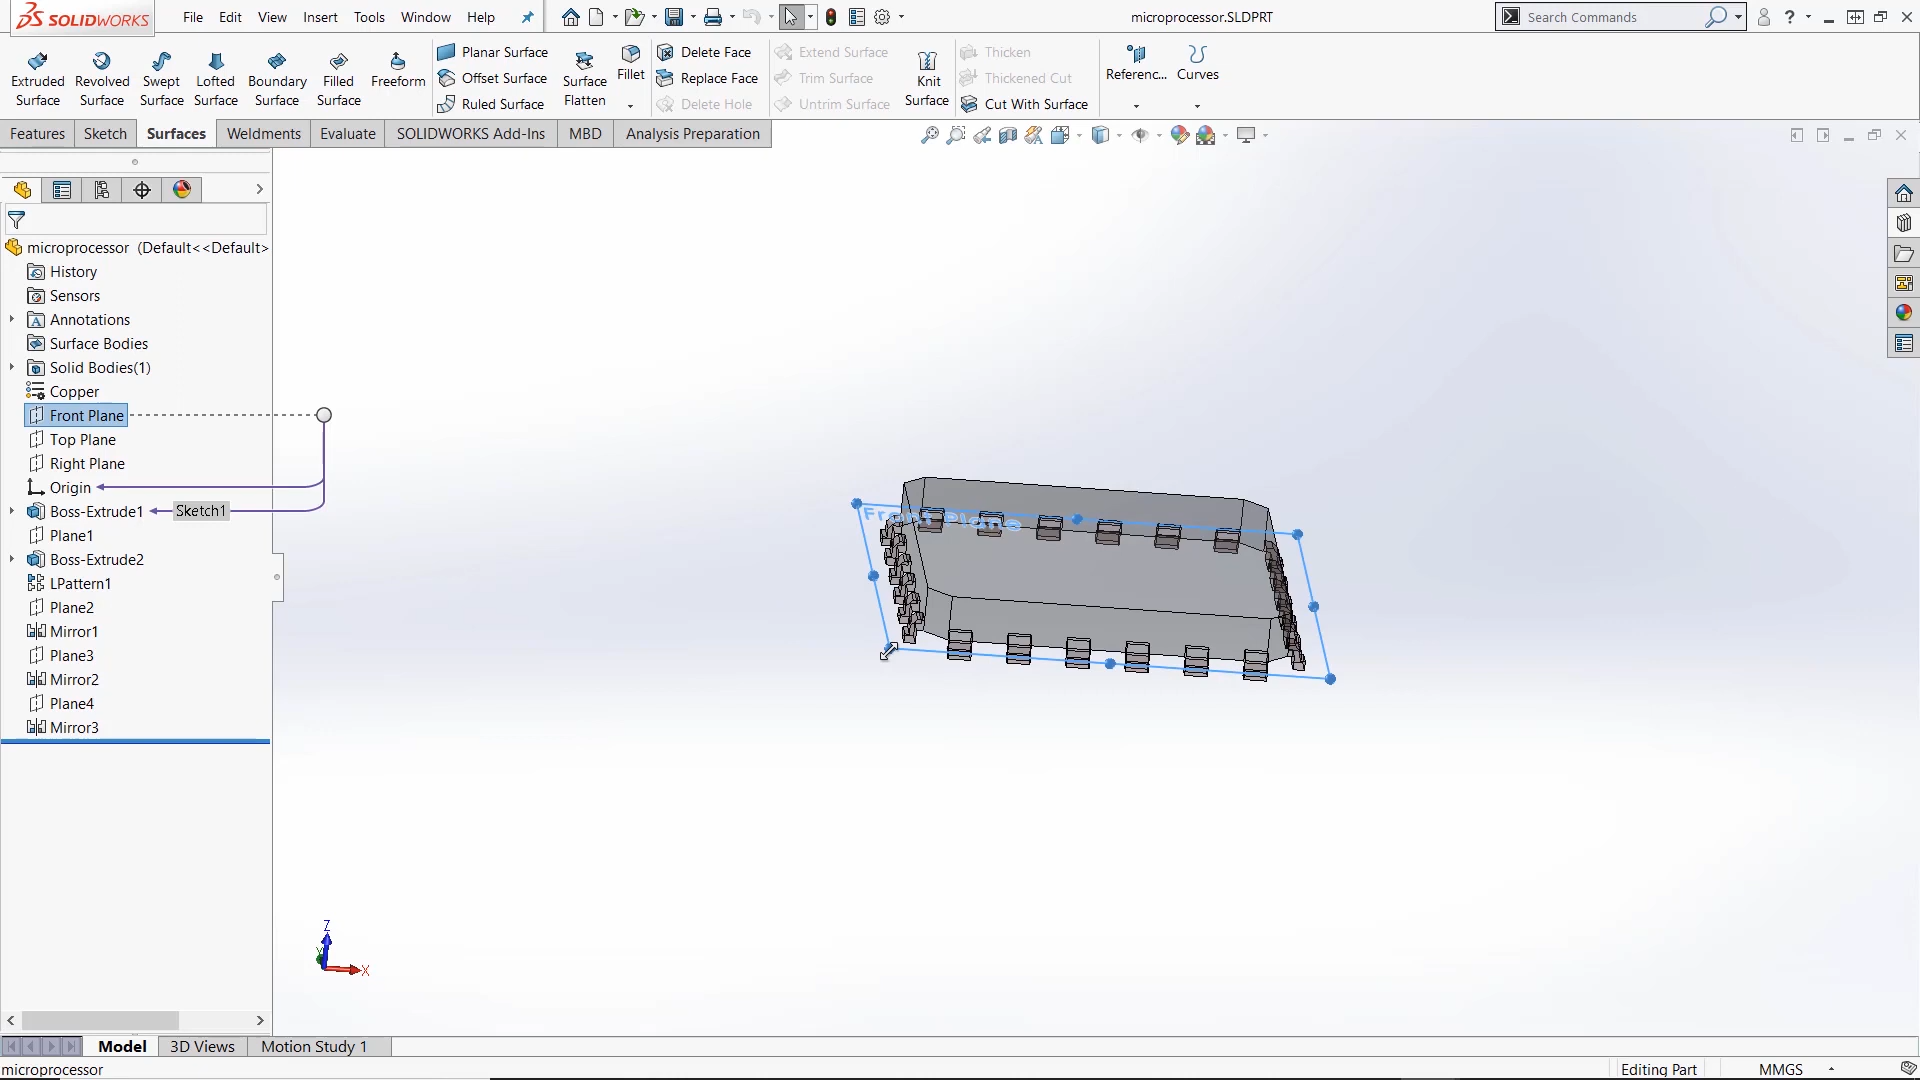 SOLIDWORKS
File Edit View Insert Tools Window Help
microprocessor.SLDPRT
Search Commands
?
Extruded Surface
Revolved Surface
Swept Surface
Lofted Surface
Boundary Surface
Filled Surface
Freeform
Planar Surface
Offset Surface
Ruled Surface
Surface Flatten
Fillet
Delete Face
Replace Face
Delete Hole
Extend Surface
Trim Surface
Untrim Surface
Knit Surface
Thicken
Thickened Cut
Cut With Surface
Referenc...
Curves
Features Sketch Surfaces Weldments Evaluate SOLIDWORKS Add-Ins MBD Analysis Preparation
microprocessor (Default<<Default>
History
Sensors
Annotations
Surface Bodies
Solid Bodies(1)
Copper
Front Plane
Top Plane
Right Plane
Origin
Boss-Extrude1
Sketch1
Plane1
Boss-Extrude2
LPattern1
Plane2
Mirror1
Plane3
Mirror2
Plane4
Mirror3
Front Plane
Z
Y
X
Model 3D Views Motion Study 1
microprocessor
Editing Part
MMGS